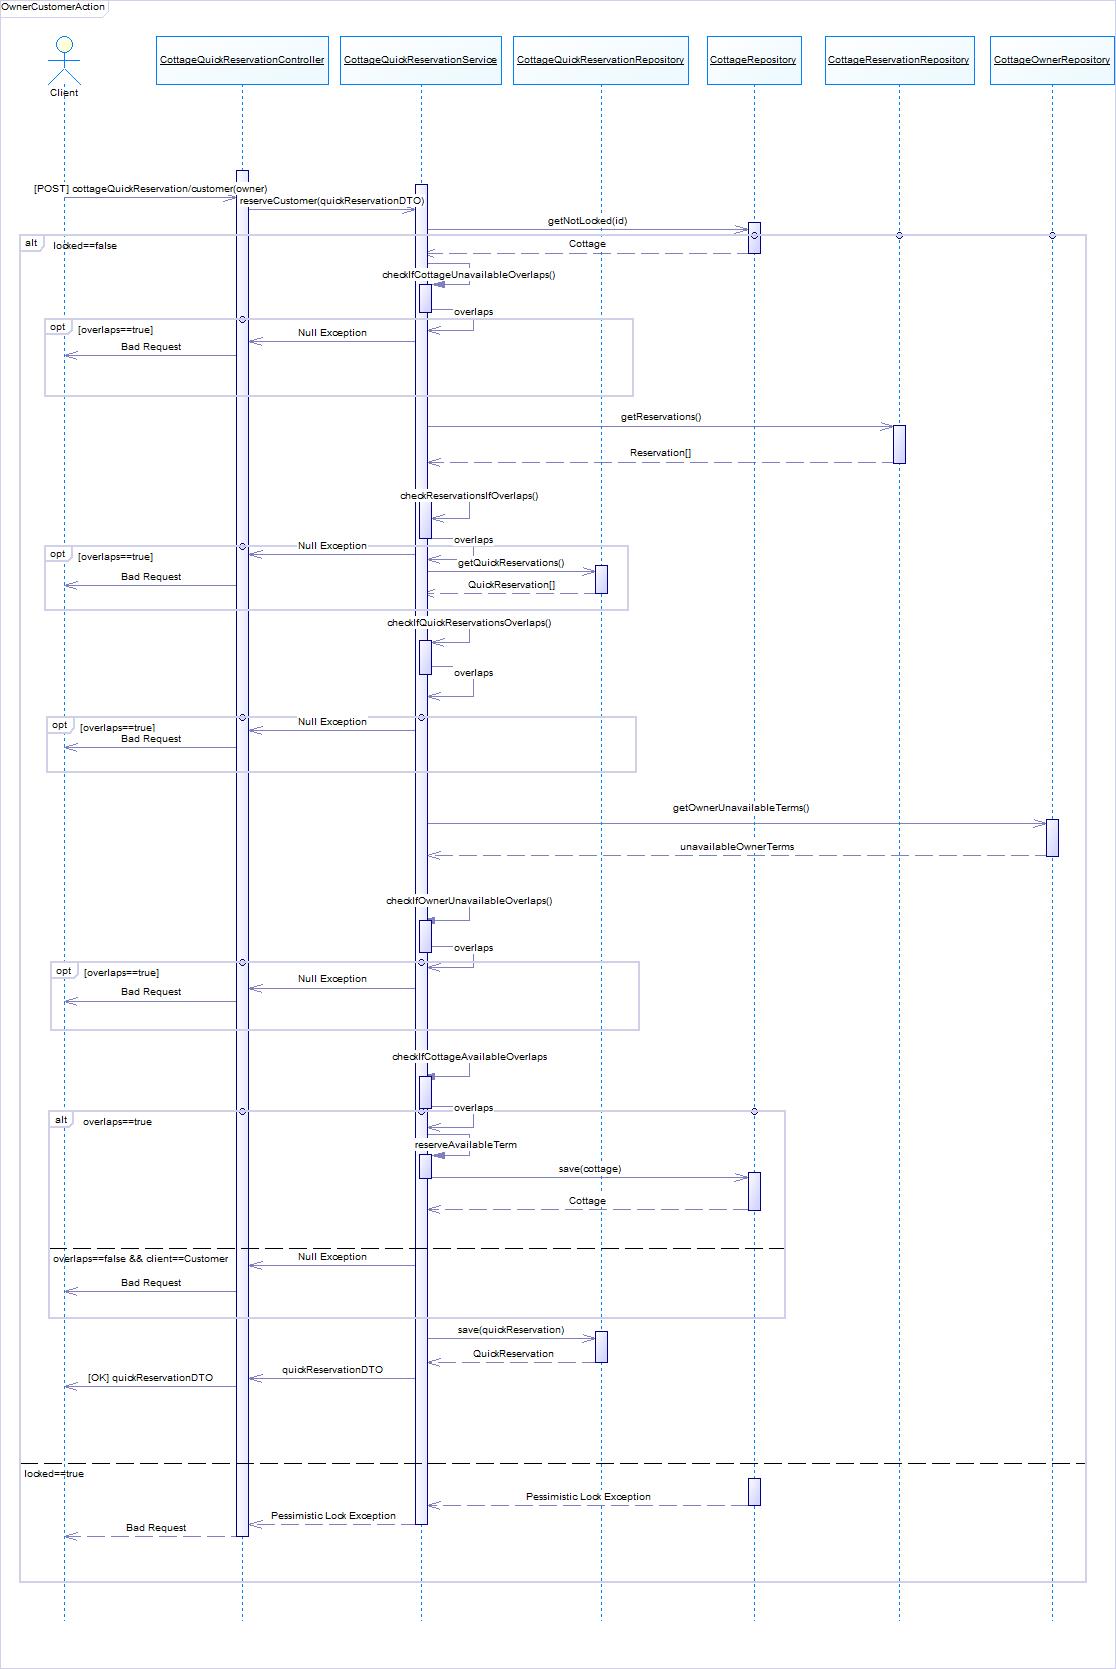 OwnerCustomerAction
Client
CottageQuickReservationController
CottageQuickReservationService
CottageQuickReservationRepository
CottageRepository
CottageReservationRepository
CottageOwnerRepository
[POST] cottageQuickReservation/customer(owner)
reserveCustomer(quickReservationDTO)
getNotLocked(id)
alt
locked==false
Cottage
checkIfCottageUnavailableOverlaps()
overlaps
opt
[overlaps==true]
Null Exception
Bad Request
getReservations()
Reservation[]
checkReservationsIfOverlaps()
overlaps
opt
[overlaps==true]
Null Exception
getQuickReservations()
Bad Request
QuickReservation[]
checkIfQuickReservationsOverlaps()
overlaps
opt
[overlaps==true]
Null Exception
Bad Request
getOwnerUnavailableTerms()
unavailableOwnerTerms
checkIfOwnerUnavailableOverlaps()
overlaps
opt
[overlaps==true]
Null Exception
Bad Request
checkIfCottageAvailableOverlaps
overlaps
alt
overlaps==true
reserveAvailableTerm
save(cottage)
Cottage
overlaps==false && client==Customer
Null Exception
Bad Request
save(quickReservation)
QuickReservation
quickReservationDTO
[OK] quickReservationDTO
locked==true
Pessimistic Lock Exception
Pessimistic Lock Exception
Bad Request